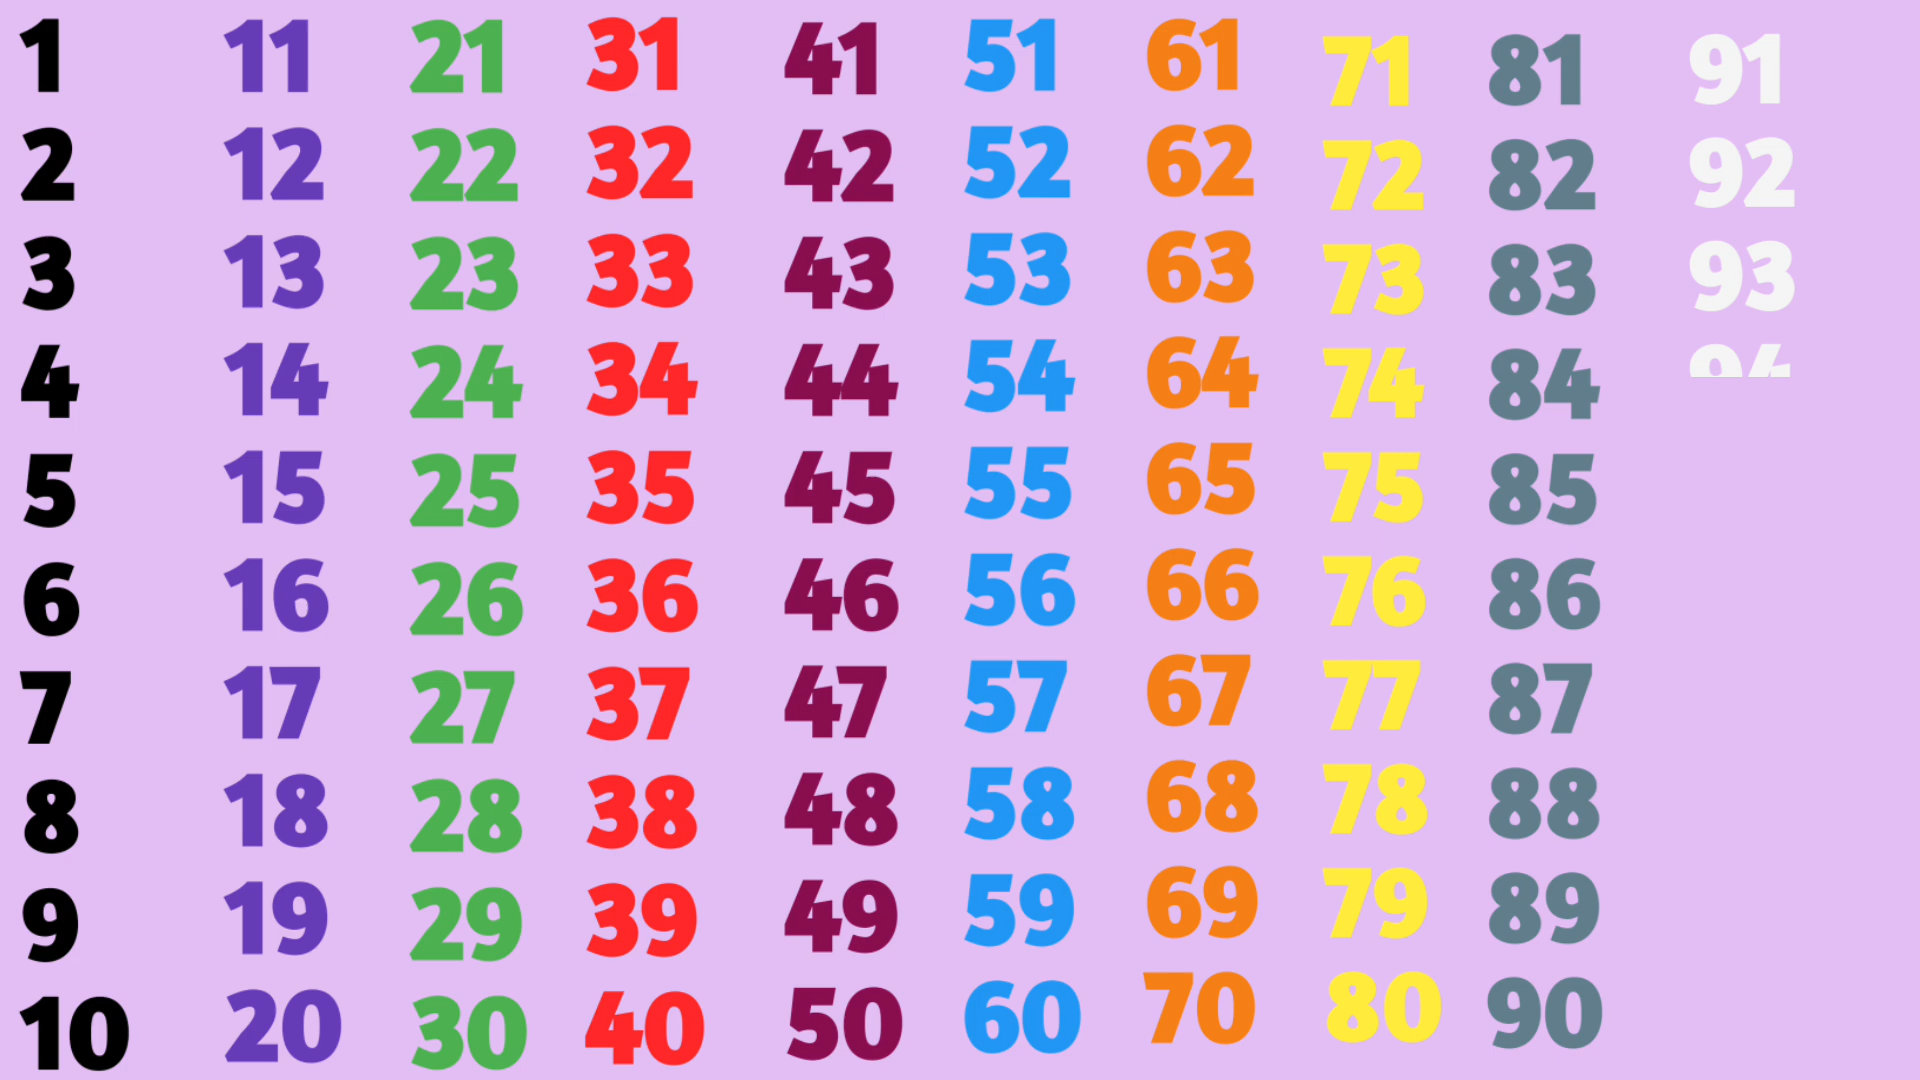 1 11 21 31 41 51 61 71 81 91
2 12 22 32 42 52 62 72 82 92
3 13 23 33 43 53 63 73 83 93
4 14 24 34 44 54 64 74 84 94
5 15 25 35 45 55 65 75 85
6 16 26 36 46 56 66 76 86
7 17 27 37 47 57 67 77 87
8 18 28 38 48 58 68 78 88
9 19 29 39 49 59 69 79 89
10 20 30 40 50 60 70 80 90